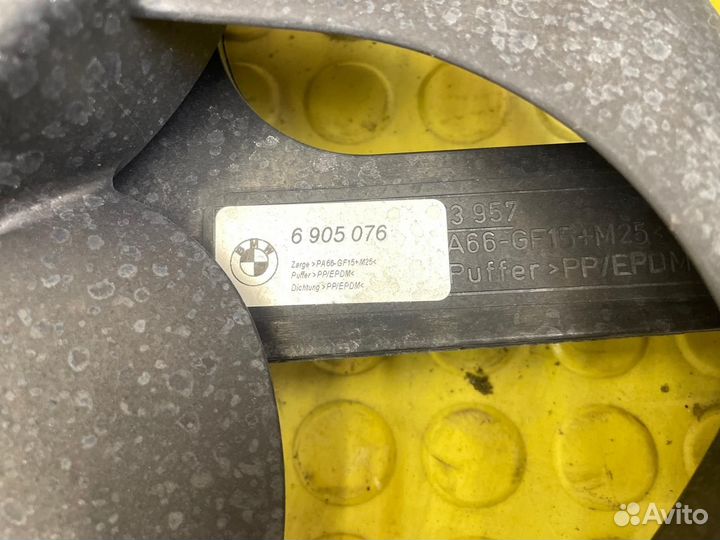 BMW
6 905 076
Zarge >PA66-GF15+M25<
Puffer >PP/EPDM<
Dichtung >PP/EPDM<
3 957
A66-GF15+M25<
Puffer >PP/EPDM
Avito